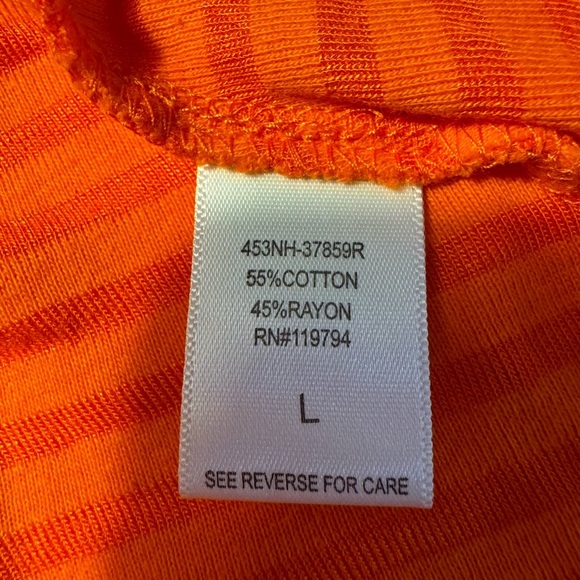 453NH-37859R
55%COTTON
45%RAYON
RN#119794
L
SEE REVERSE FOR CARE